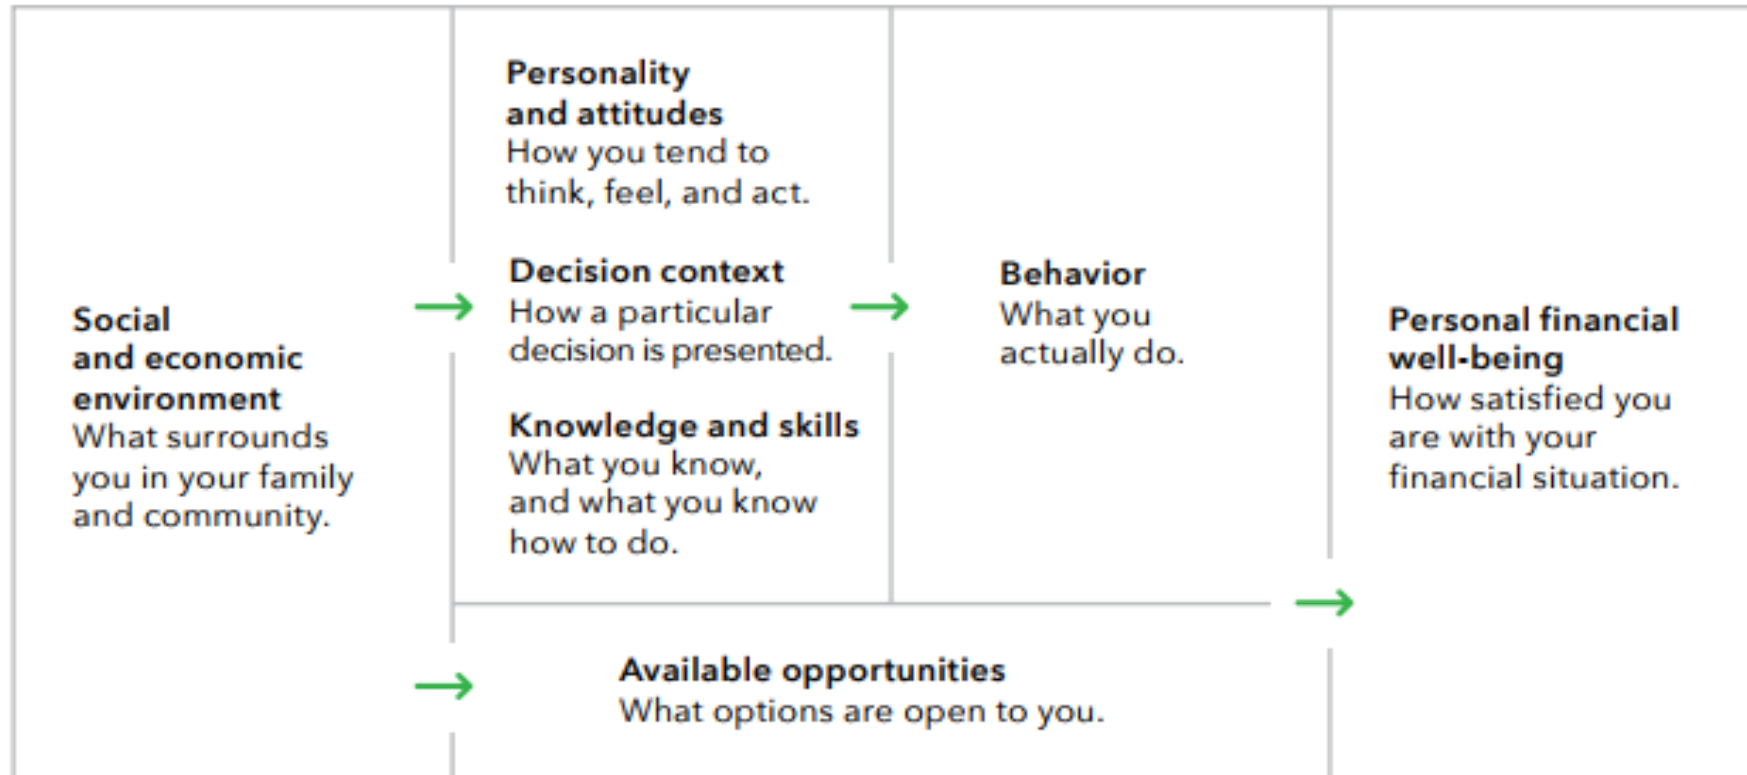 Social
and economic
environment
What surrounds
you in your family
and community.
Personality
and attitudes
How you tend to
think, feel, and act.
Decision context
How a particular
decision is presented.
Knowledge and skills
What you know,
and what you know
how to do.
Behavior
What you
actually do.
Available opportunities
What options are open to you.
Personal financial
well-being
How satisfied you
are with your
financial situation.